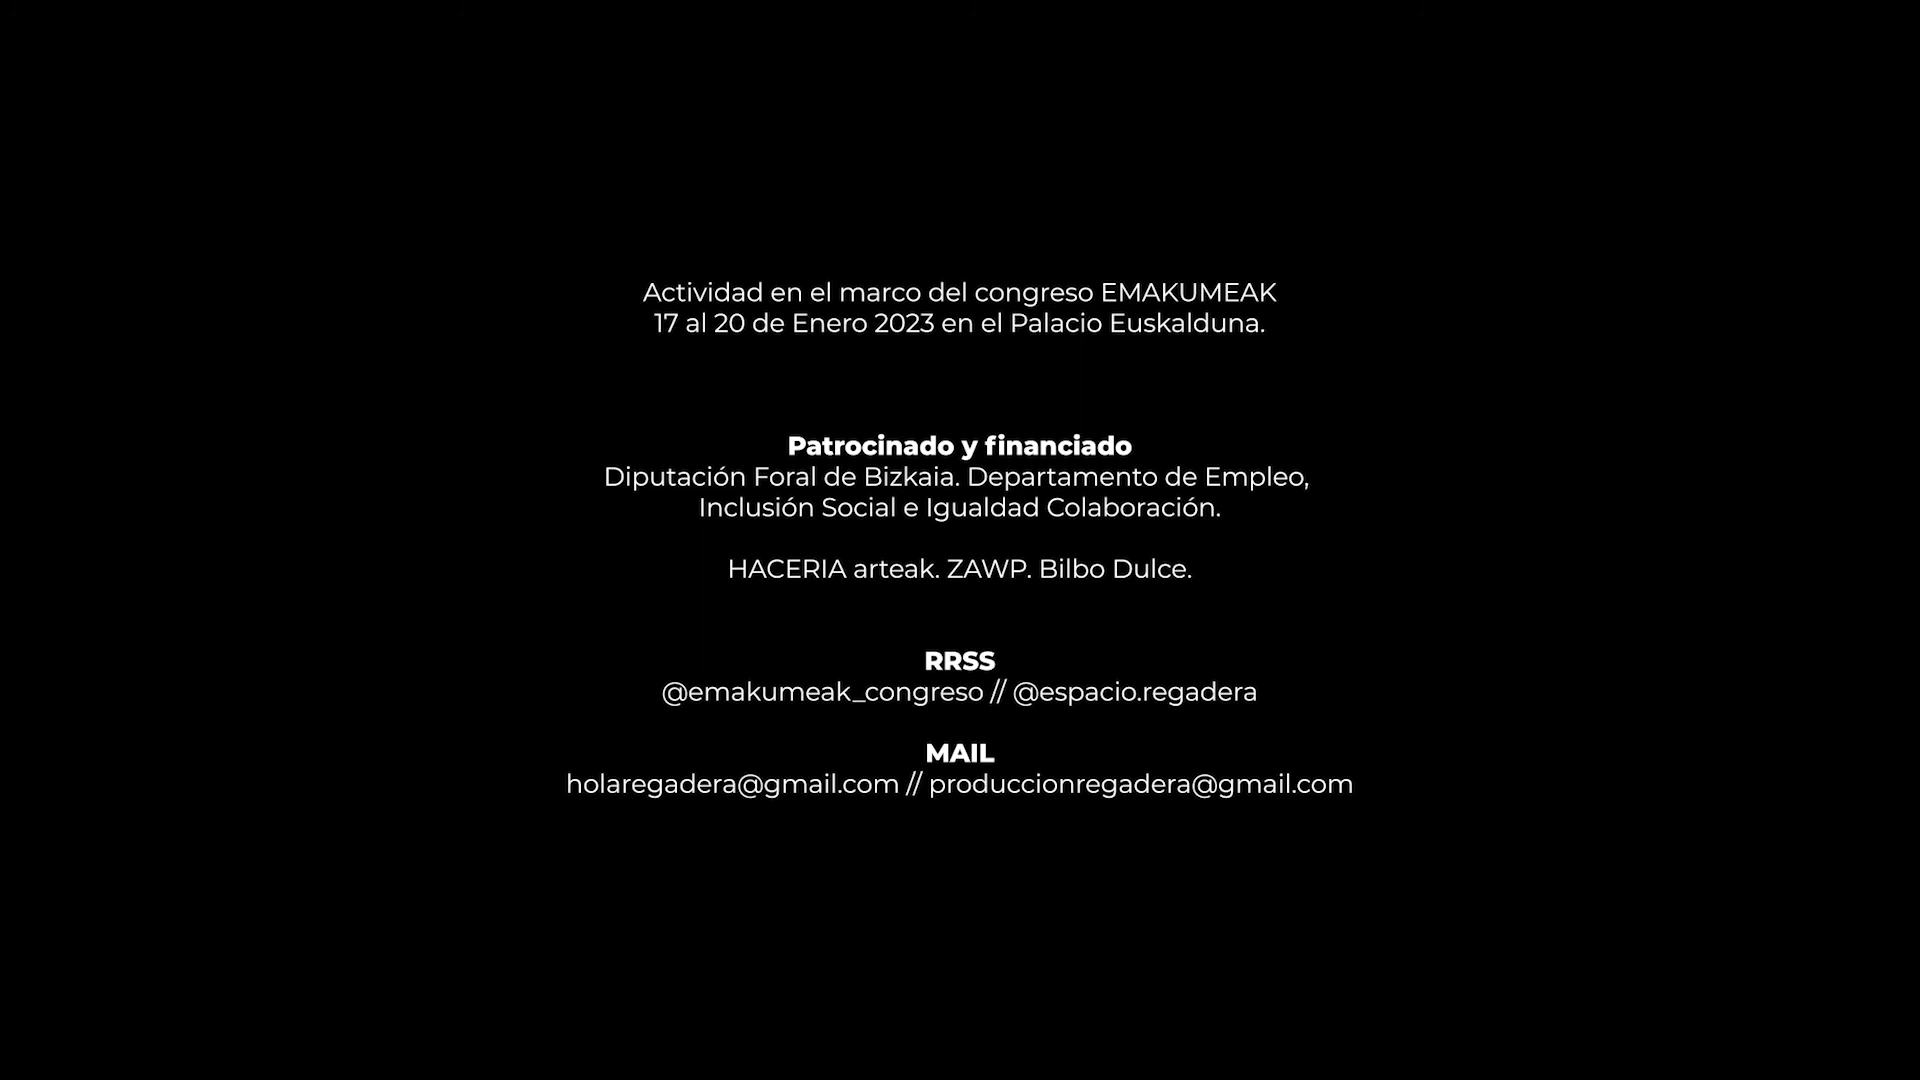 Actividad en el marco del congreso EMAKUMEAK
17 al 20 de Enero 2023 en el Palacio Euskalduna.
Patrocinado y financiado
Diputación Foral de Bizkaia. Departamento de Empleo,
Inclusión Social e Igualdad Colaboración.
HACERIA arteak. ZAWP. Bilbo Dulce.
RRSS
@emakumeak_congreso // @espacio.regadera
MAIL
holaregadera@gmail.com // produccionregadera@gmail.com